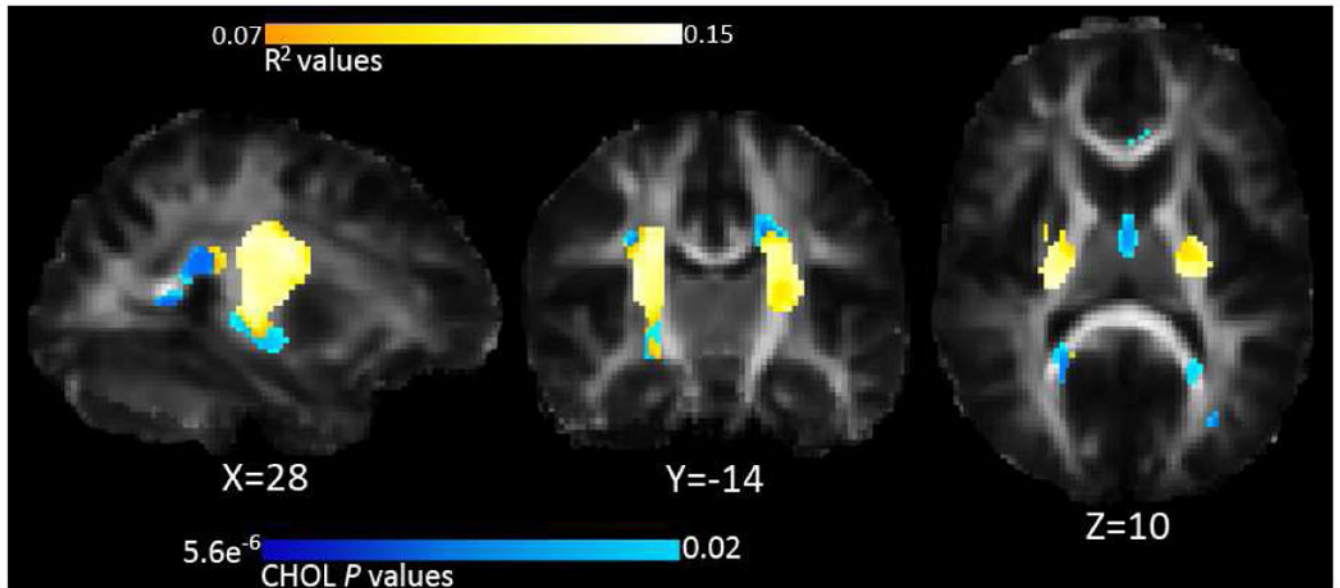 0.07 0.15
R² values
X=28 Y=-14 Z=10
5.6e⁻⁶ 0.02
CHOL P values